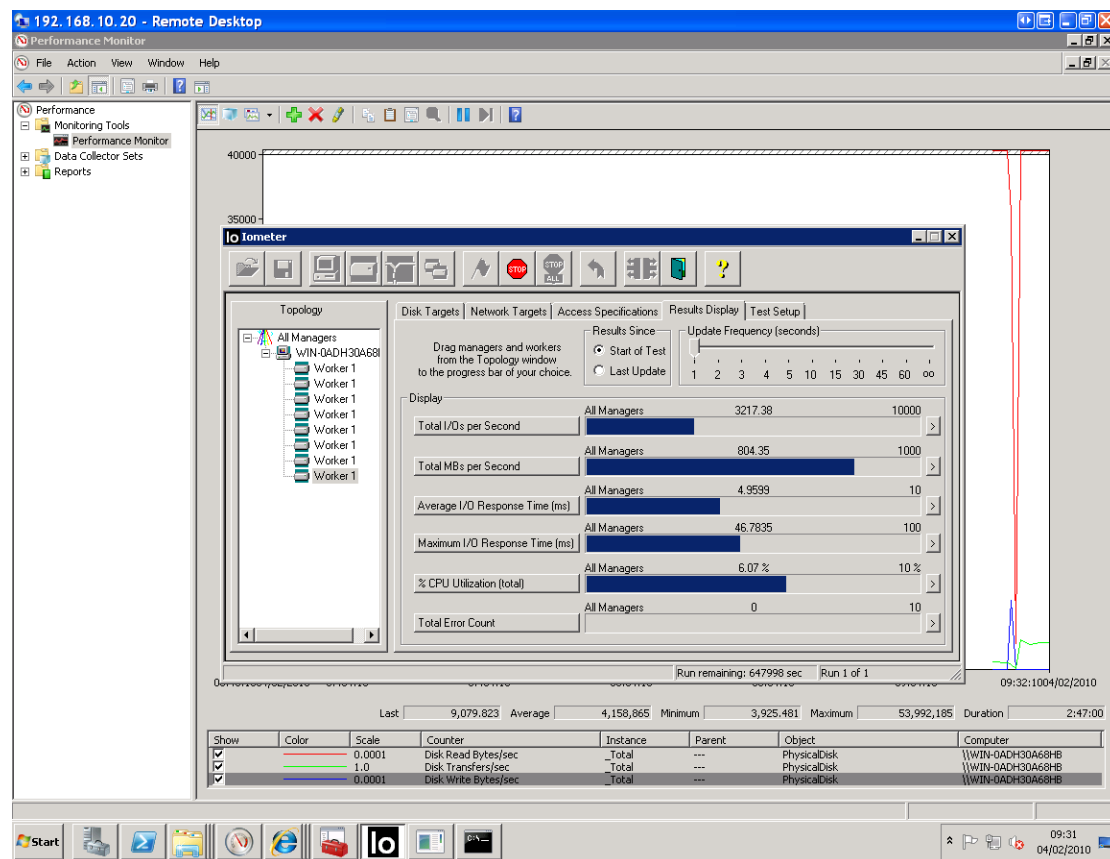 192.168.10.20 - Remote Desktop
Performance Monitor
File Action View Window Help
Performance
Monitoring Tools
Performance Monitor
Data Collector Sets
Reports
40000
35000
Iometer
STOP
STOP ALL
Topology
All Managers
WIN-0ADH30A68
Worker 1
Worker 1
Worker 1
Worker 1
Worker 1
Worker 1
Worker 1
Worker 1
Disk Targets Network Targets Access Specifications Results Display Test Setup
Drag managers and workers
from the Topology window
to the progress bar of your choice.
Results Since
Start of Test
Last Update
Update Frequency (seconds)
1 2 3 4 5 10 15 30 45 60 oo
Display
All Managers 3217.38 10000
Total I/Os per Second >
All Managers 804.35 1000
Total MBs per Second >
All Managers 4.9599 10
Average I/O Response Time (ms) >
All Managers 46.7835 100
Maximum I/O Response Time (ms) >
All Managers 6.07 % 10 %
% CPU Utilization (total) >
All Managers 0 10
Total Error Count >
Run remaining: 647998 sec Run 1 of 1
09:32:1004/02/2010
Last 9,079.823 Average 4,158,865 Minimum 3,925.481 Maximum 53,992,185 Duration 2:47:00
Show Color Scale Counter Instance Parent Object Computer
0.0001 Disk Read Bytes/sec _Total --- PhysicalDisk \\WIN-0ADH30A68HB
1.0 Disk Transfers/sec _Total --- PhysicalDisk \\WIN-0ADH30A68HB
0.0001 Disk Write Bytes/sec _Total --- PhysicalDisk \\WIN-0ADH30A68HB
Start
Io
C:\_
09:31
04/02/2010